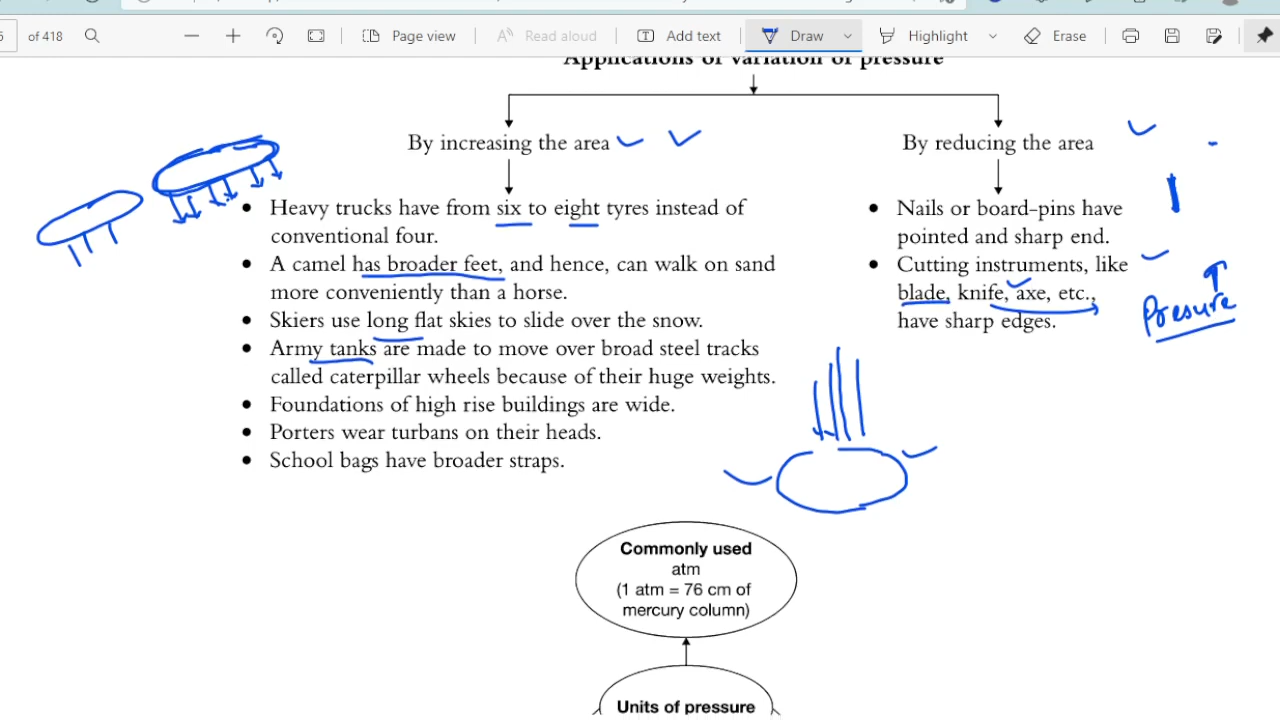 of 418
Page view
Read aloud
Add text
Draw
Highlight
Erase
Applications of variation of pressure
By increasing the area
By reducing the area
• Heavy trucks have from six to eight tyres instead of
conventional four.
• A camel has broader feet, and hence, can walk on sand
more conveniently than a horse.
• Skiers use long flat skies to slide over the snow.
• Army tanks are made to move over broad steel tracks
called caterpillar wheels because of their huge weights.
• Foundations of high rise buildings are wide.
• Porters wear turbans on their heads.
• School bags have broader straps.
• Nails or board-pins have
pointed and sharp end.
• Cutting instruments, like
blade, knife, axe, etc.,
have sharp edges.
Presure
Commonly used
atm
(1 atm = 76 cm of
mercury column)
Units of pressure